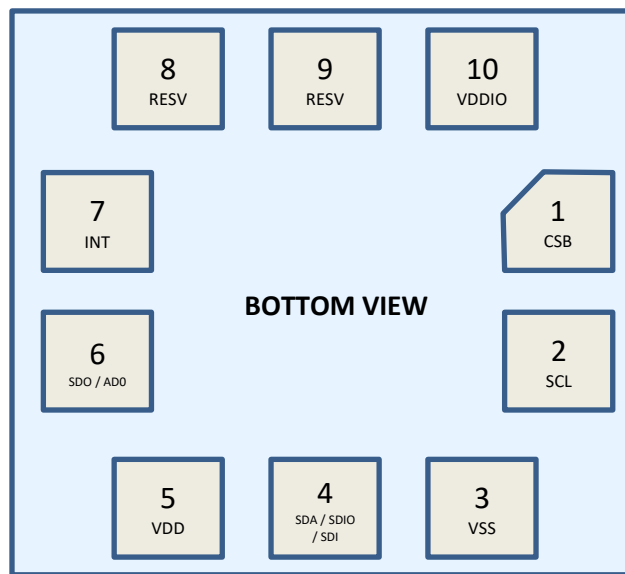 8
RESV
9
RESV
10
VDDIO
7
INT
1
CSB
BOTTOM VIEW
6
SDO / AD0
2
SCL
5
VDD
4
SDA / SDIO
/ SDI
3
VSS